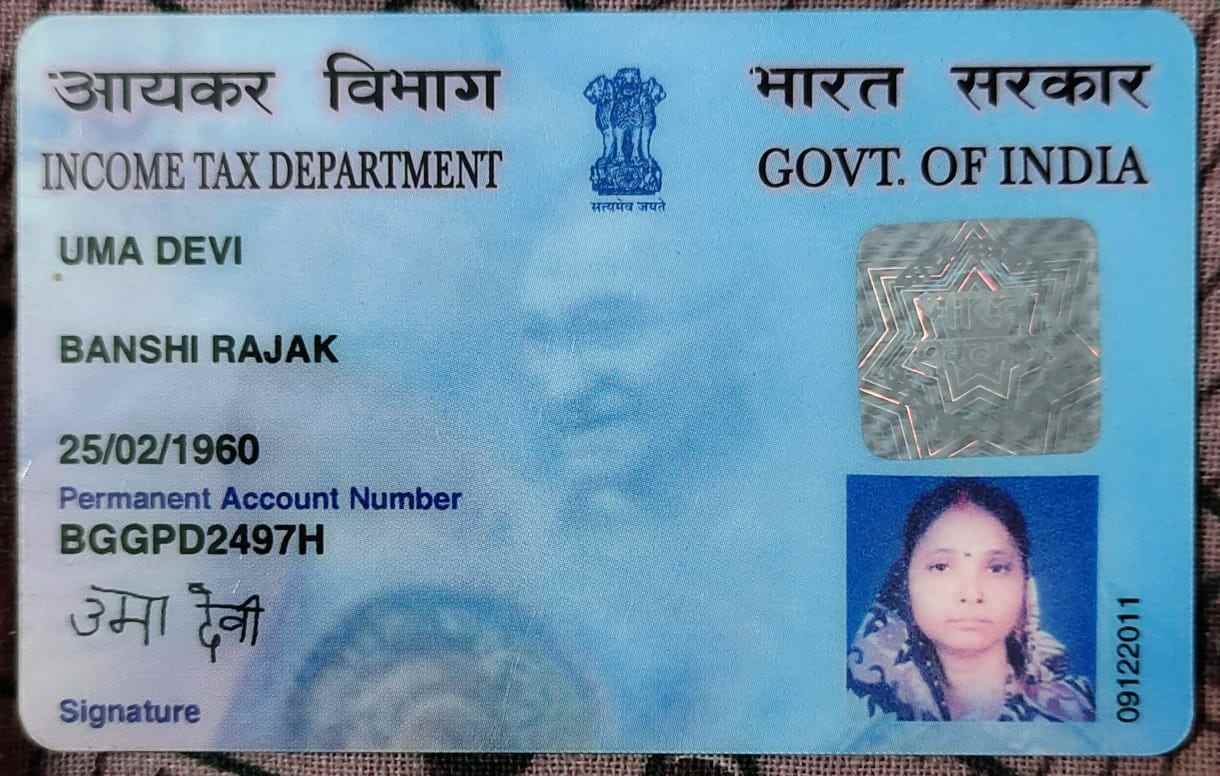 आयकर विभाग
INCOME TAX DEPARTMENT
सत्यमेव जयते
भारत सरकार
GOVT. OF INDIA
UMA DEVI
BANSHI RAJAK
25/02/1960
Permanent Account Number
BGGPD2497H
उमा देवी
Signature
09122011